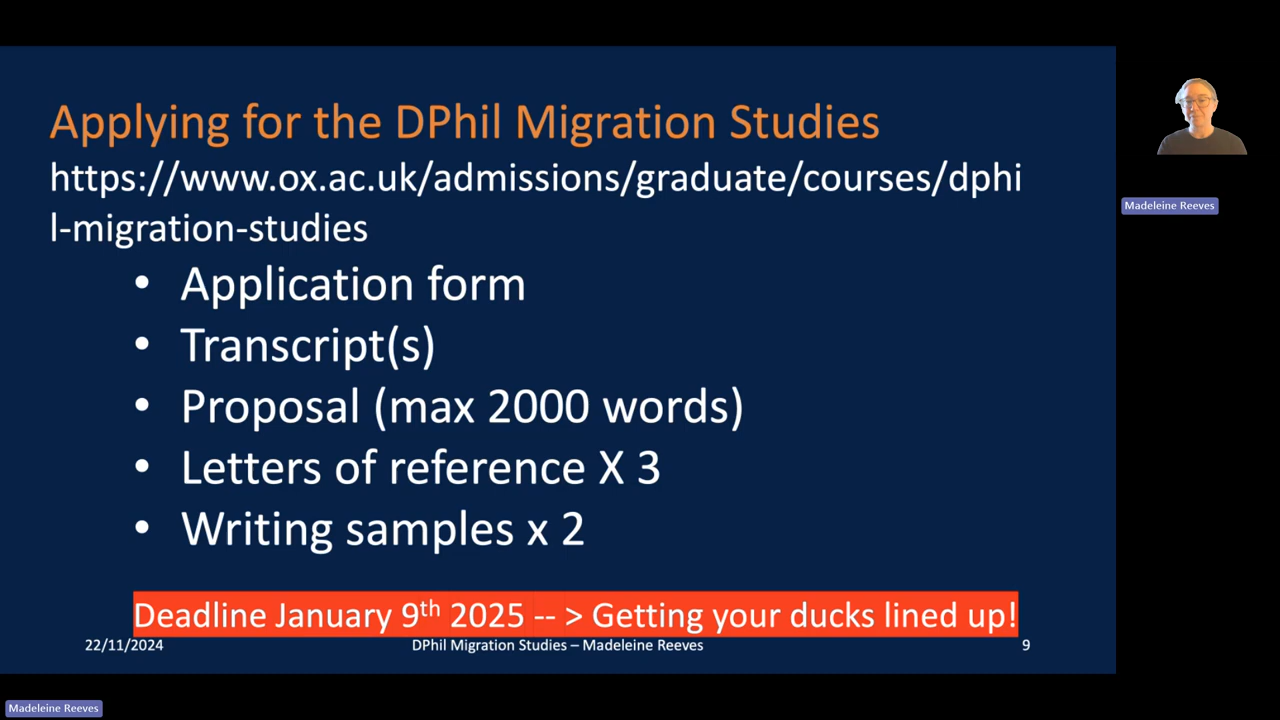 Applying for the DPhil Migration Studies
https://www.ox.ac.uk/admissions/graduate/courses/dphi
l-migration-studies
• Application form
• Transcript(s)
• Proposal (max 2000 words)
• Letters of reference X 3
• Writing samples x 2
Deadline January 9th 2025 -- > Getting your ducks lined up!
22/11/2024
DPhil Migration Studies – Madeleine Reeves
9
Madeleine Reeves
Madeleine Reeves